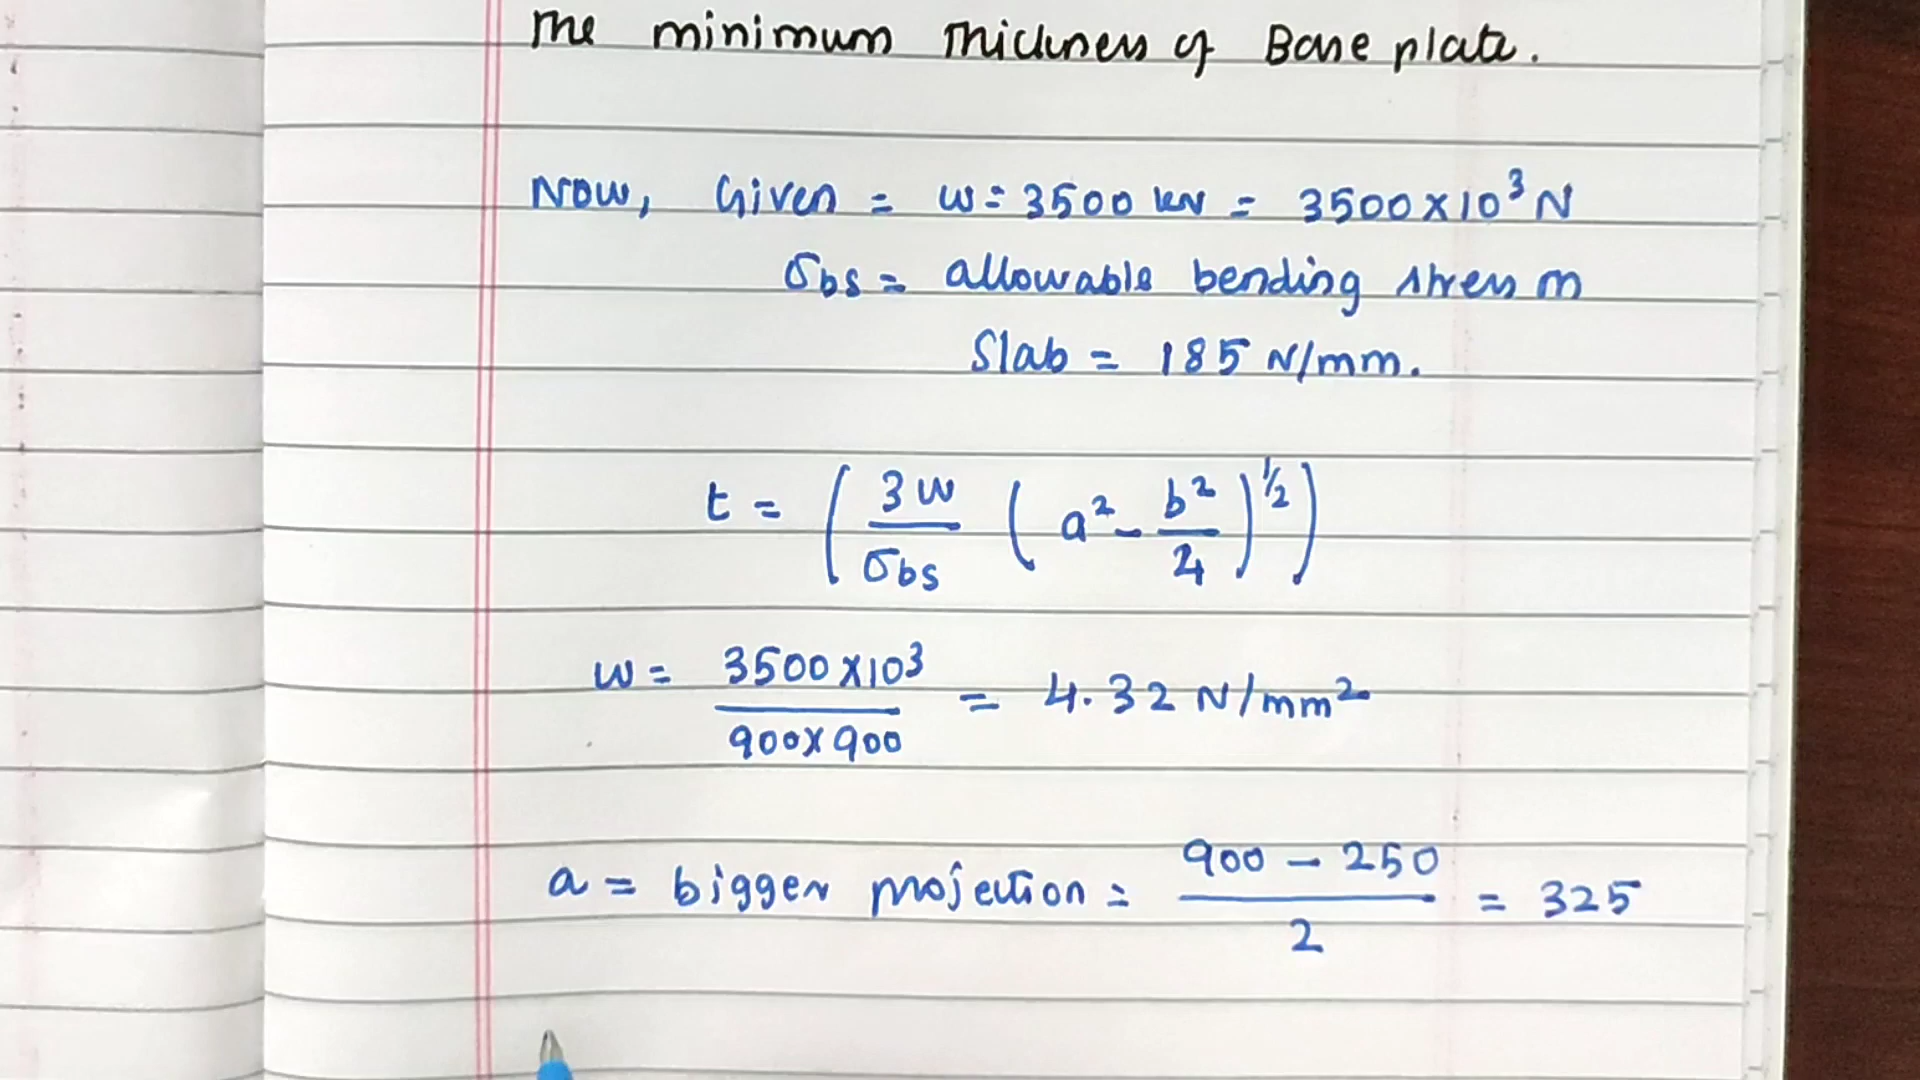 The minimum Thickness of Base plate.
Now, Given = W = 3500 kN = 3500 x 10³ N
σbs = allowable bending stress in
Slab = 185 N/mm.
t = ( 3w / σbs ( a² - b² / 4 )^½ )
w = 3500 x 10³ / 900 x 900 = 4.32 N/mm²
a = bigger projection = 900 - 250 / 2 = 325